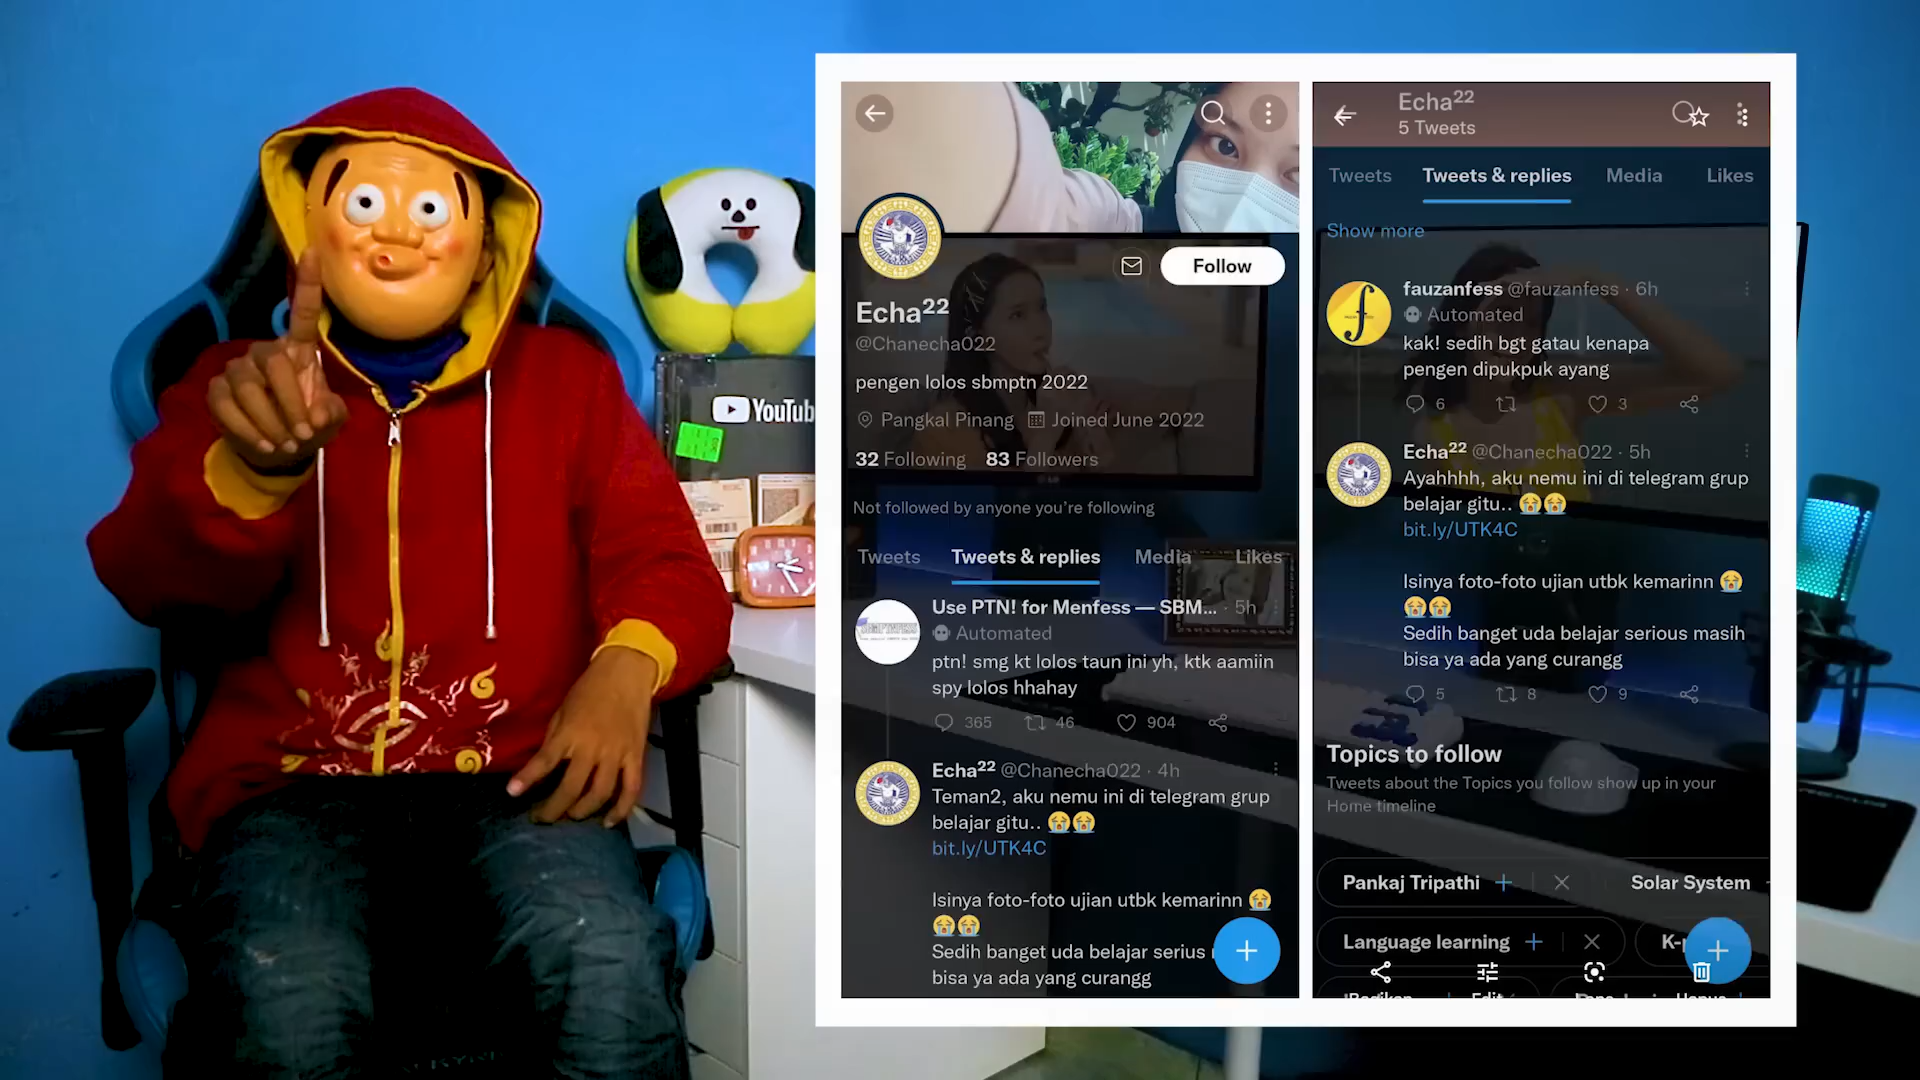 YouTub
Follow
Echa²²
@Chanecha022
pengen lolos sbmptn 2022
Pangkal Pinang Joined June 2022
32 Following 83 Followers
Not followed by anyone you're following
Tweets Tweets & replies Media Likes
Use PTN! for Menfess — SBM... · 5h
Automated
ptn! smg kt lolos taun ini yh, ktk aamiin
spy lolos hhahay
365 46 904
Echa²² @Chanecha022 · 4h
Teman2, aku nemu ini di telegram grup
belajar gitu.. 😭😭
bit.ly/UTK4C
Isinya foto-foto ujian utbk kemarinn 😭
😭😭
Sedih banget uda belajar serius
bisa ya ada yang curangg
Echa²²
5 Tweets
Tweets Tweets & replies Media Likes
Show more
fauzanfess @fauzanfess · 6h
Automated
kak! sedih bgt gatau kenapa
pengen dipukpuk ayang
6 3
Echa²² @Chanecha022 · 5h
Ayahhhh, aku nemu ini di telegram grup
belajar gitu.. 😭😭
bit.ly/UTK4C
Isinya foto-foto ujian utbk kemarinn 😭
😭😭
Sedih banget uda belajar serious masih
bisa ya ada yang curangg
5 8 9
Topics to follow
Tweets about the Topics you follow show up in your
Home timeline
Pankaj Tripathi Solar System
Language learning
Edit